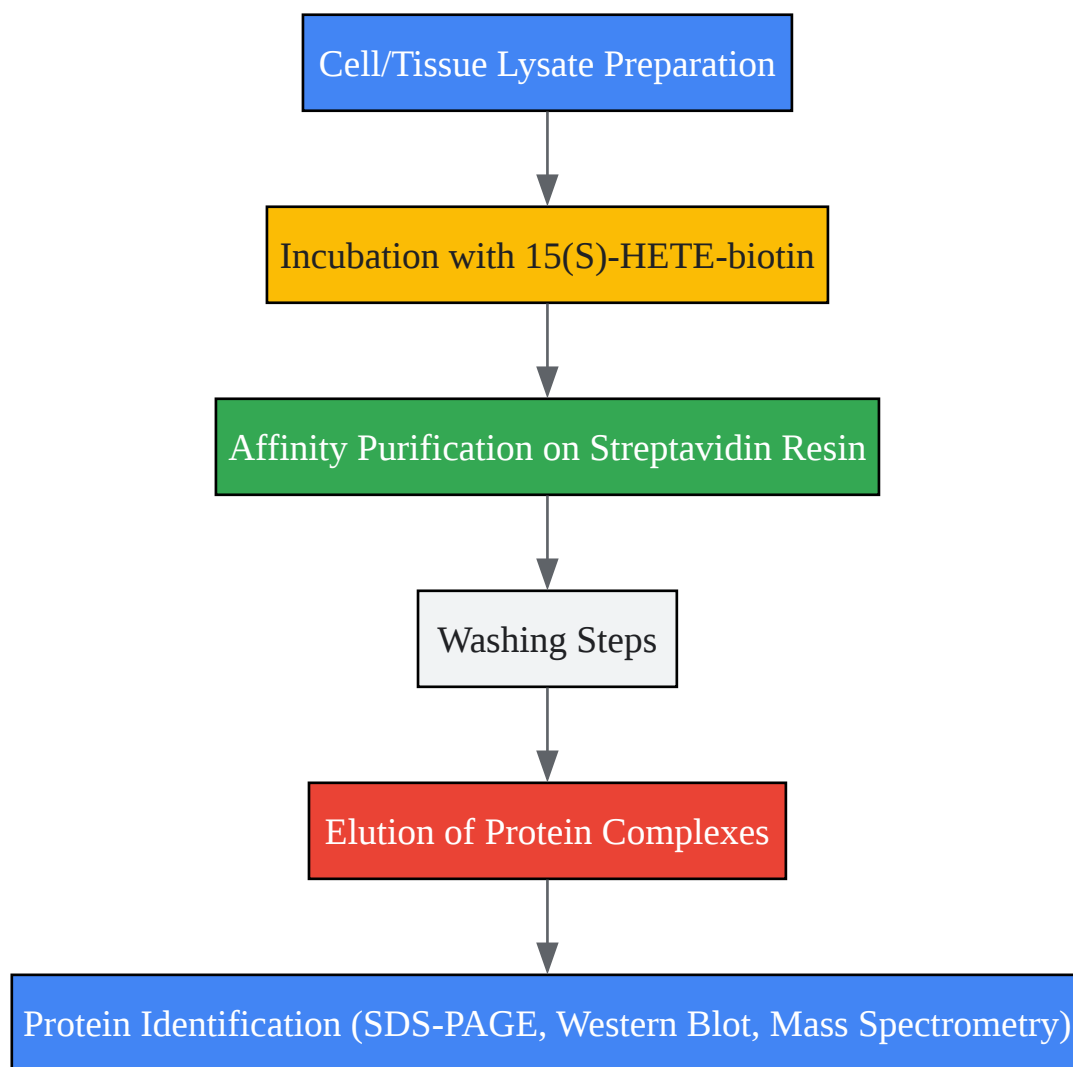 Cell/Tissue Lysate Preparation
Incubation with 15(S)-HETE-biotin
Affinity Purification on Streptavidin Resin
Washing Steps
Elution of Protein Complexes
Protein Identification (SDS-PAGE, Western Blot, Mass Spectrometry)